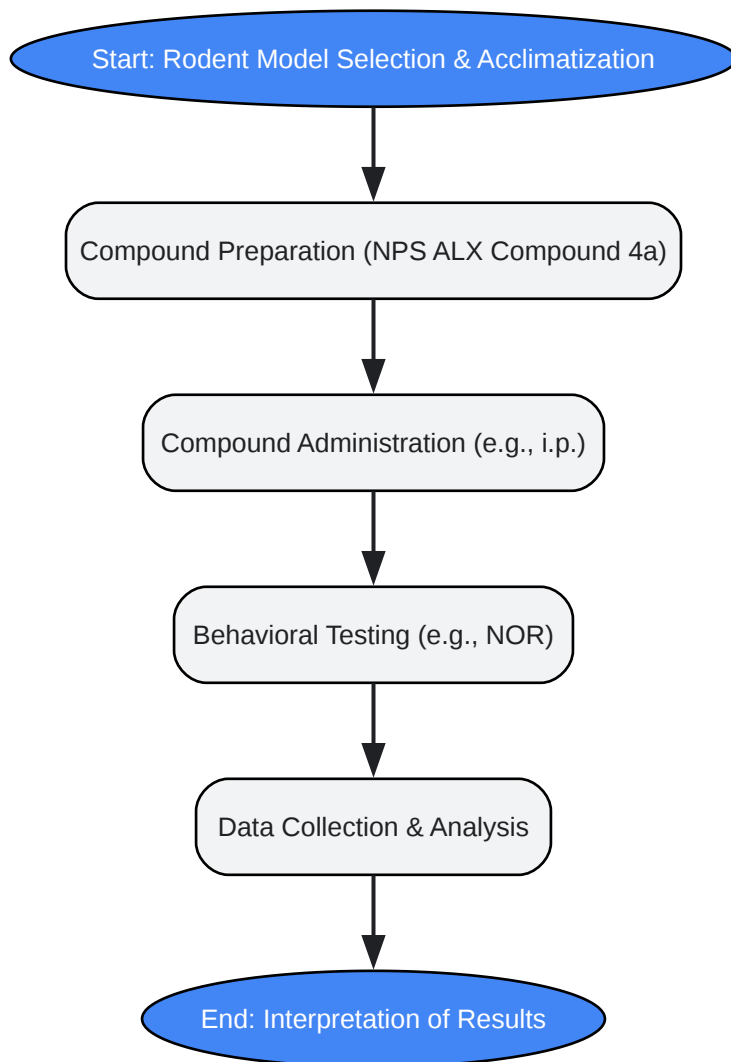 Start: Rodent Model Selection & Acclimatization
Compound Preparation (NPS ALX Compound 4a)
Compound Administration (e.g., i.p.)
Behavioral Testing (e.g., NOR)
Data Collection & Analysis
End: Interpretation of Results